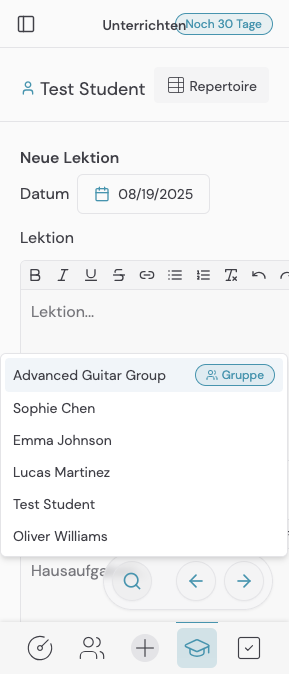 Unterrichten
Noch 30 Tage
Test Student
Repertoire
Neue Lektion
Datum
08/19/2025
Lektion
Lektion...
Advanced Guitar Group
Gruppe
Sophie Chen
Emma Johnson
Lucas Martinez
Test Student
Oliver Williams